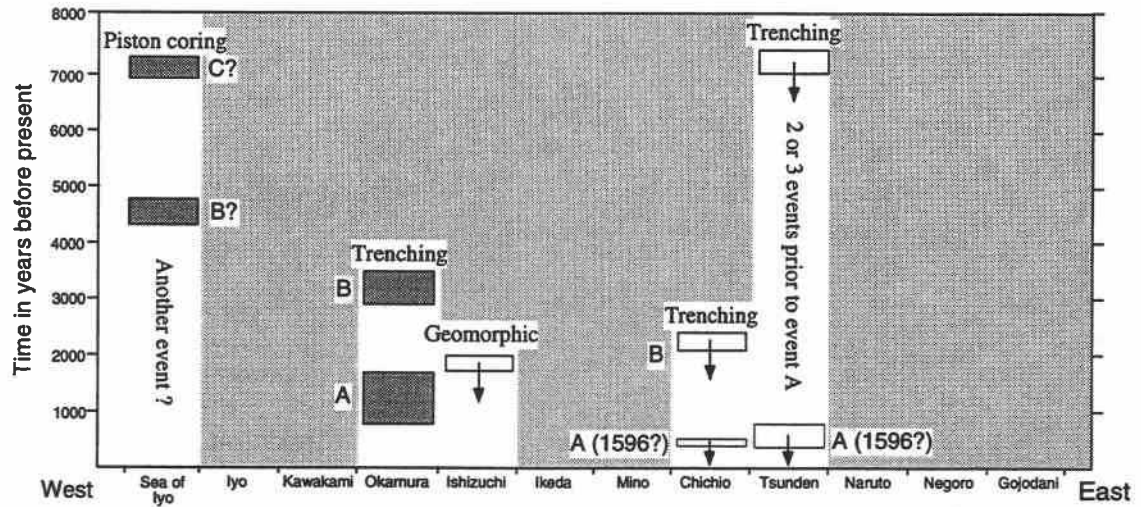 8000
7000
6000
5000
4000
3000
2000
1000
Time in years before present
Piston coring
C?
B?
Another event ?
Trenching
B
A
Geomorphic
Trenching
B
A (1596?)
Trenching
2 or 3 events prior to event A
A (1596?)
West
Sea of
Iyo
Iyo
Kawakami
Okamura
Ishizuchi
Ikeda
Mino
Chichio
Tsunden
Naruto
Negoro
Gojodani
East